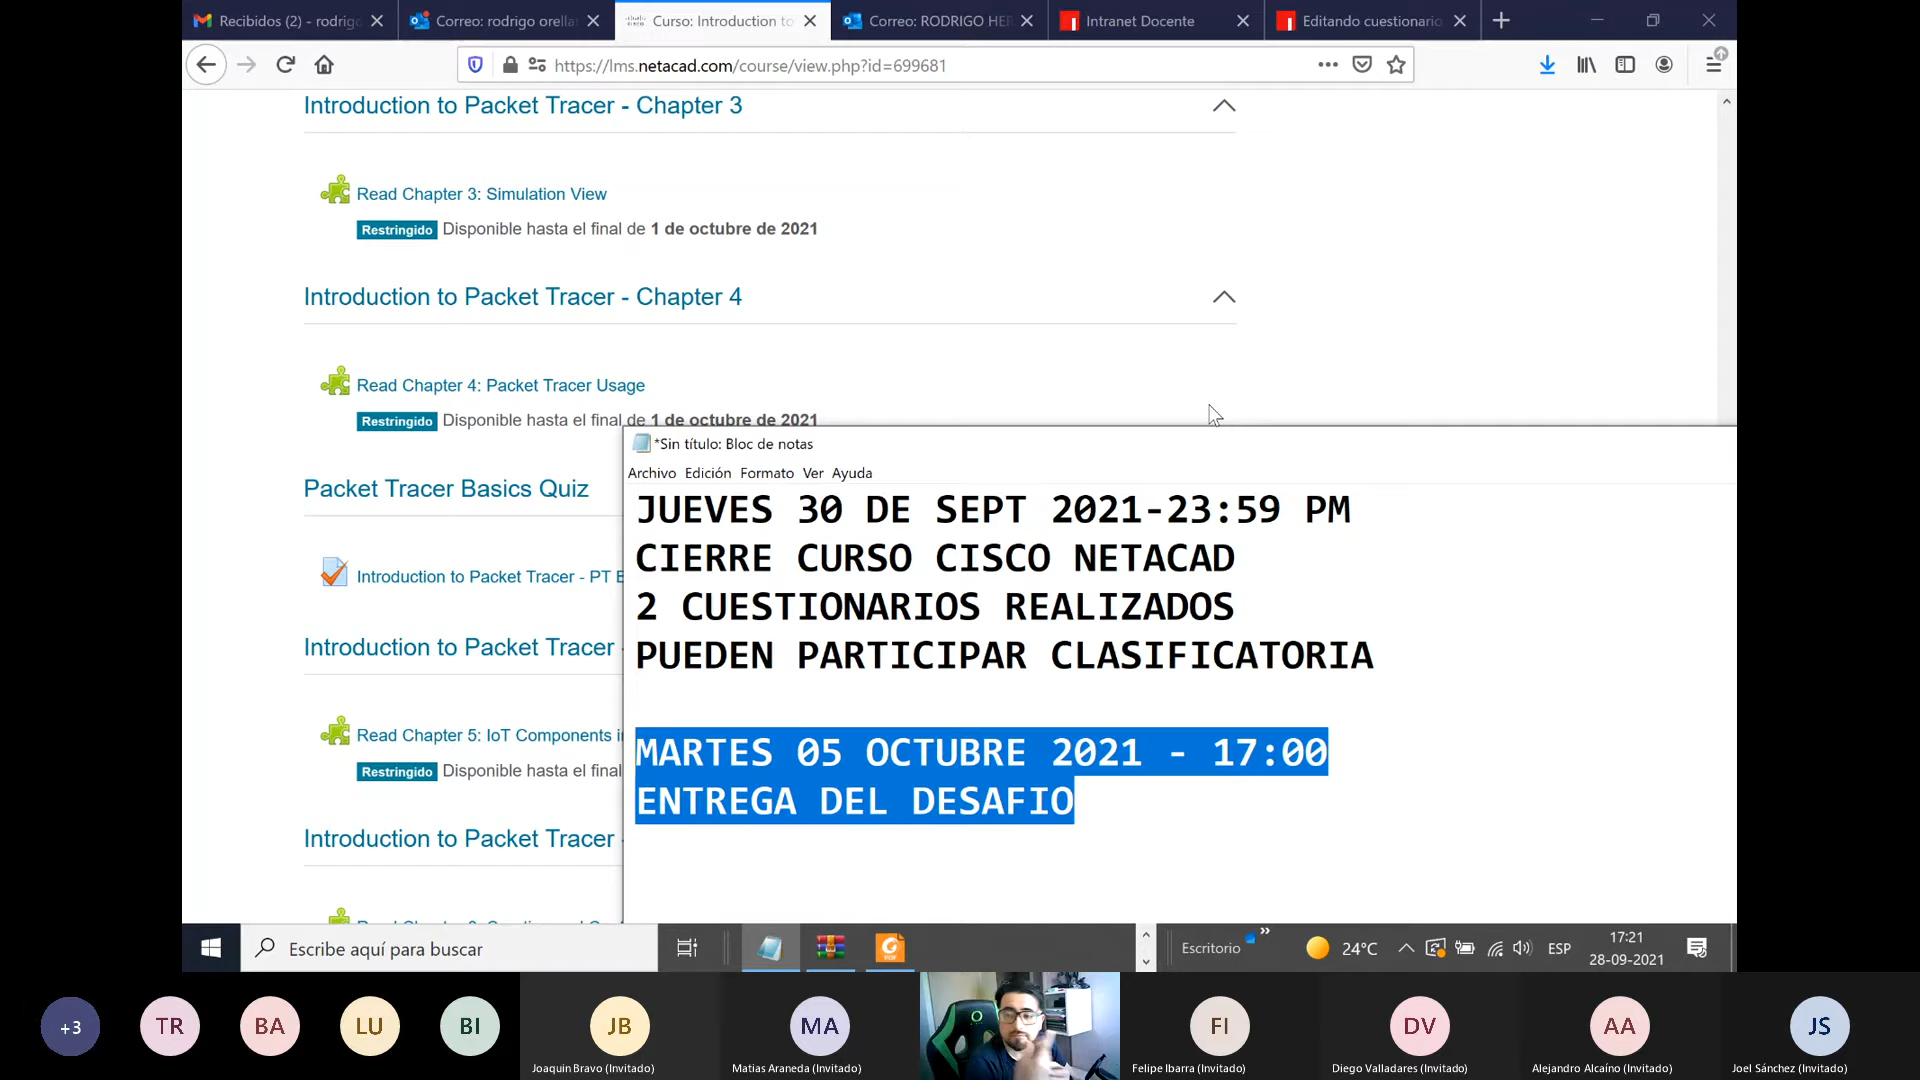 Recibidos (2) - rodrig
Correo: rodrigo orella
Curso: Introduction to
Correo: RODRIGO HER
Intranet Docente
Editando cuestionario
https://lms.netacad.com/course/view.php?id=699681
Introduction to Packet Tracer - Chapter 3
Read Chapter 3: Simulation View
Restringido Disponible hasta el final de 1 de octubre de 2021
Introduction to Packet Tracer - Chapter 4
Read Chapter 4: Packet Tracer Usage
Restringido Disponible hasta el final de 1 de octubre de 2021
Packet Tracer Basics Quiz
Introduction to Packet Tracer - PT
Introduction to Packet Tracer
Read Chapter 5: IoT Components
Restringido Disponible hasta el final
Introduction to Packet Tracer
*Sin título: Bloc de notas
Archivo Edición Formato Ver Ayuda
JUEVES 30 DE SEPT 2021-23:59 PM
CIERRE CURSO CISCO NETACAD
2 CUESTIONARIOS REALIZADOS
PUEDEN PARTICIPAR CLASIFICATORIA
MARTES 05 OCTUBRE 2021 - 17:00
ENTREGA DEL DESAFIO
Escribe aquí para buscar
Escritorio
24°C
ESP
17:21
28-09-2021
+3
TR
BA
LU
BI
JB
MA
FI
DV
AA
JS
Joaquin Bravo (Invitado)
Matias Araneda (Invitado)
Felipe Ibarra (Invitado)
Diego Valladares (Invitado)
Alejandro Alcaíno (Invitado)
Joel Sánchez (Invitado)